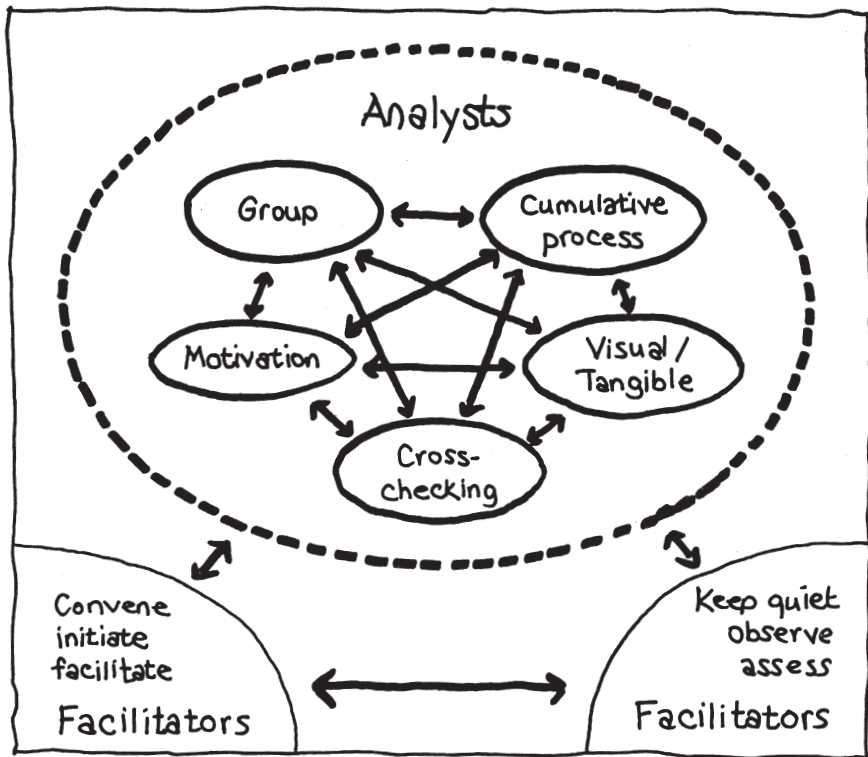 Analysts
Group
Cumulative
process
Motivation
Visual /
Tangible
Cross-
checking
Convene
initiate
facilitate
Facilitators
Keep quiet
observe
assess
Facilitators